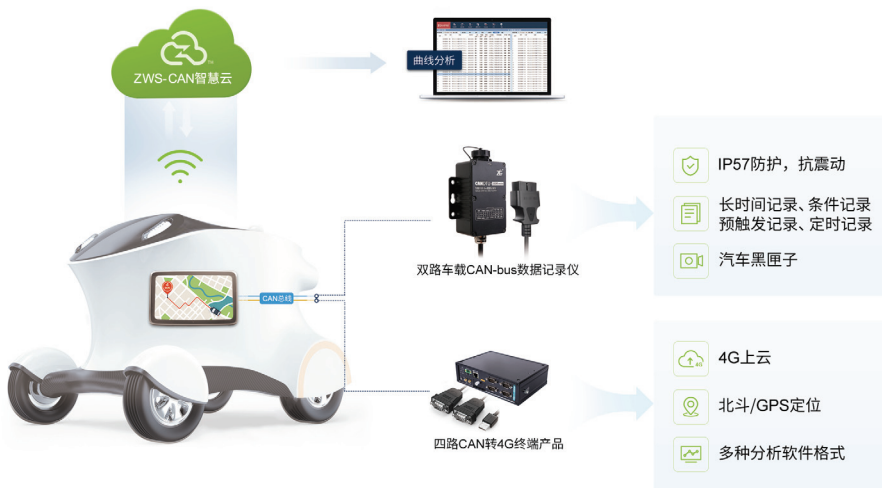 ZWS-CAN智慧云
曲线分析
CAN总线
双路车载CAN-bus数据记录仪
IP57防护，抗震动
长时间记录、条件记录
预触发记录、定时记录
汽车黑匣子
四路CAN转4G终端产品
4G上云
北斗/GPS定位
多种分析软件格式